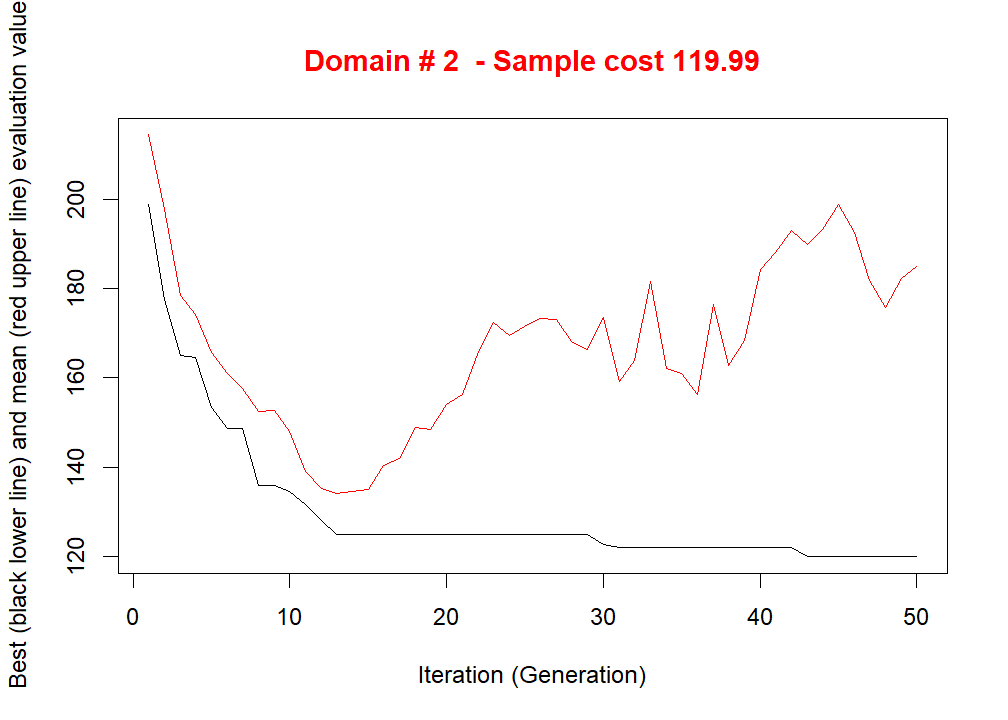 Domain # 2  - Sample cost 119.99
Best (black lower line) and mean (red upper line) evaluation value
200
180
160
140
120
0 10 20 30 40 50
Iteration (Generation)